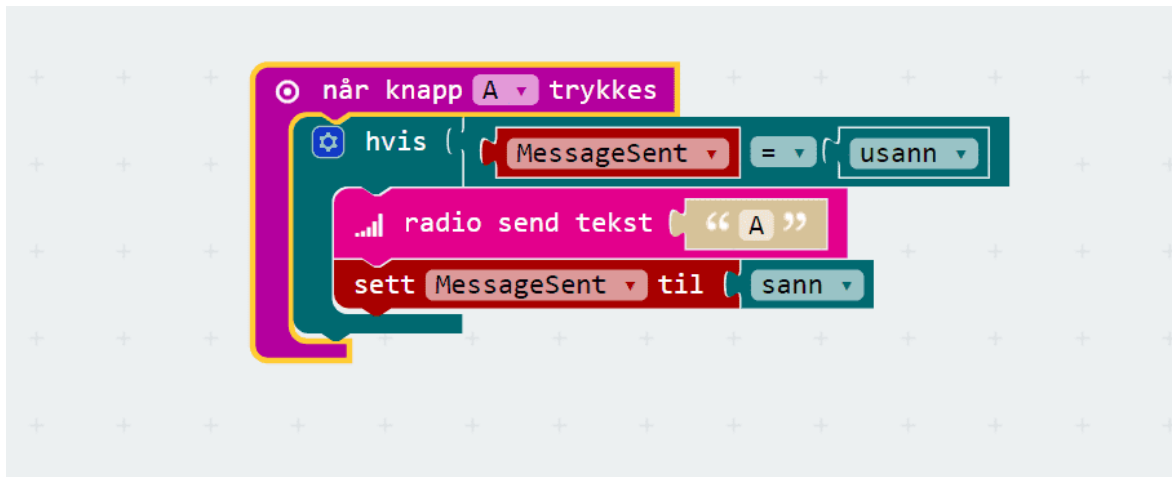 når knapp A trykkes
hvis MessageSent = usann
radio send tekst “ A ”
sett MessageSent til sann